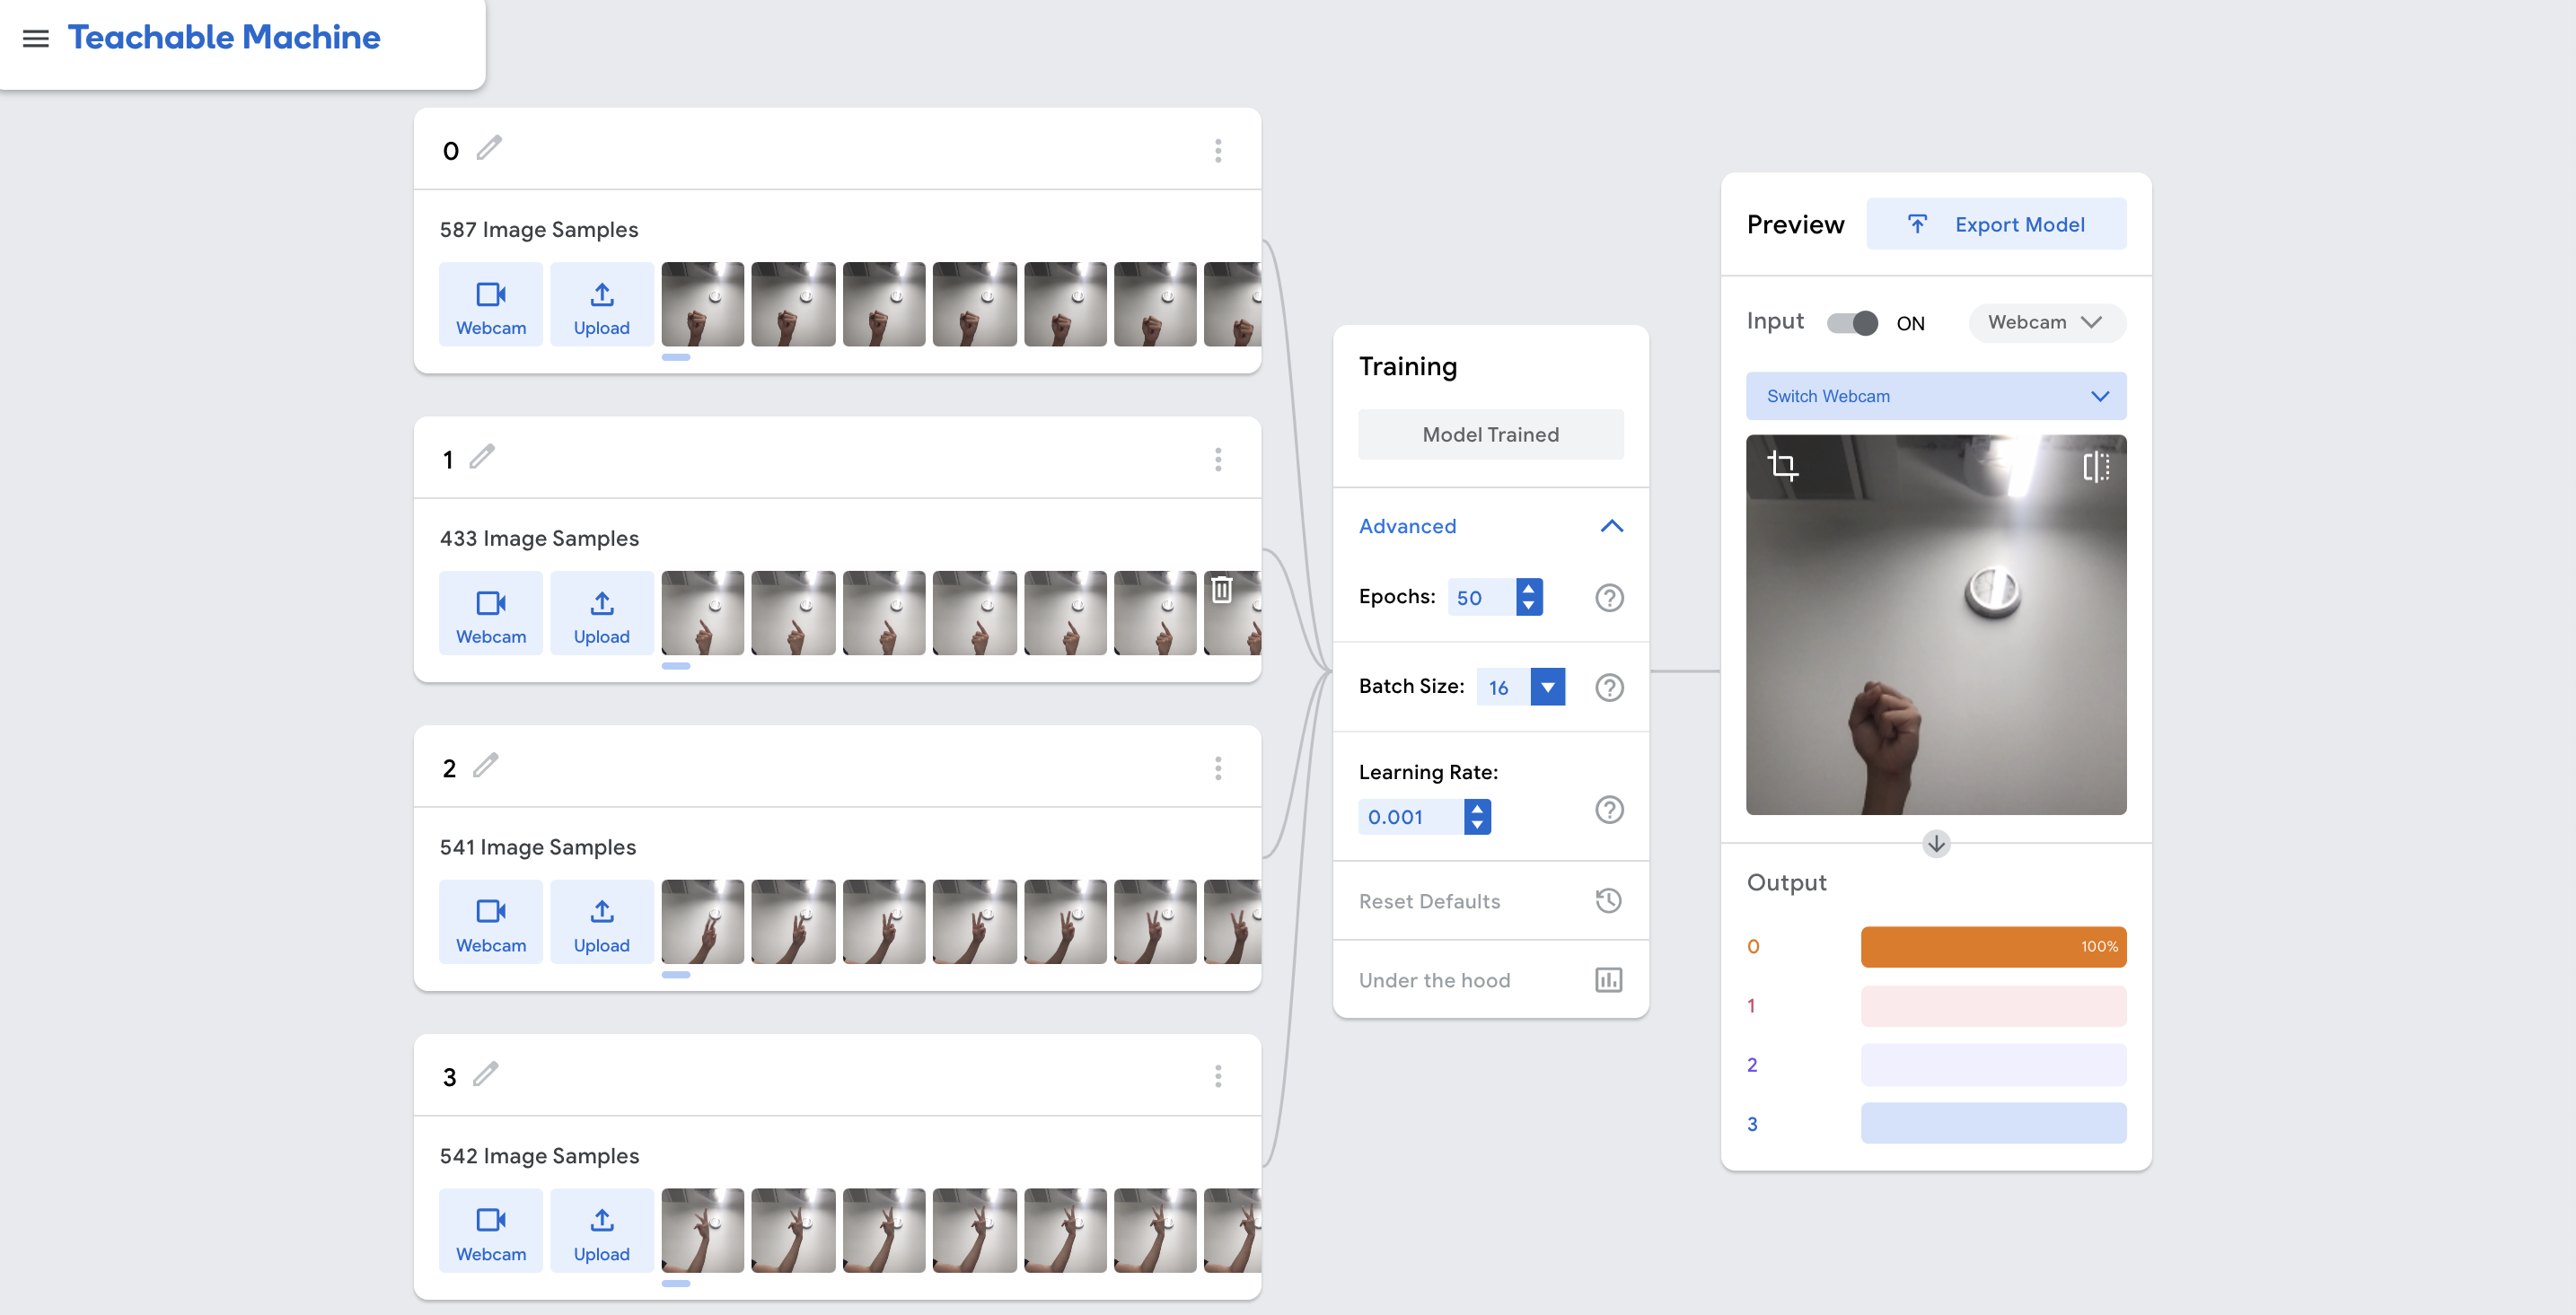 Teachable Machine
0
587 Image Samples
Webcam
Upload
1
433 Image Samples
Webcam
Upload
2
541 Image Samples
Webcam
Upload
3
542 Image Samples
Webcam
Upload
Training
Model Trained
Advanced
Epochs: 50
Batch Size: 16
Learning Rate:
0.001
Reset Defaults
Under the hood
Preview
Export Model
Input ON Webcam
Switch Webcam
Output
0 100%
1
2
3